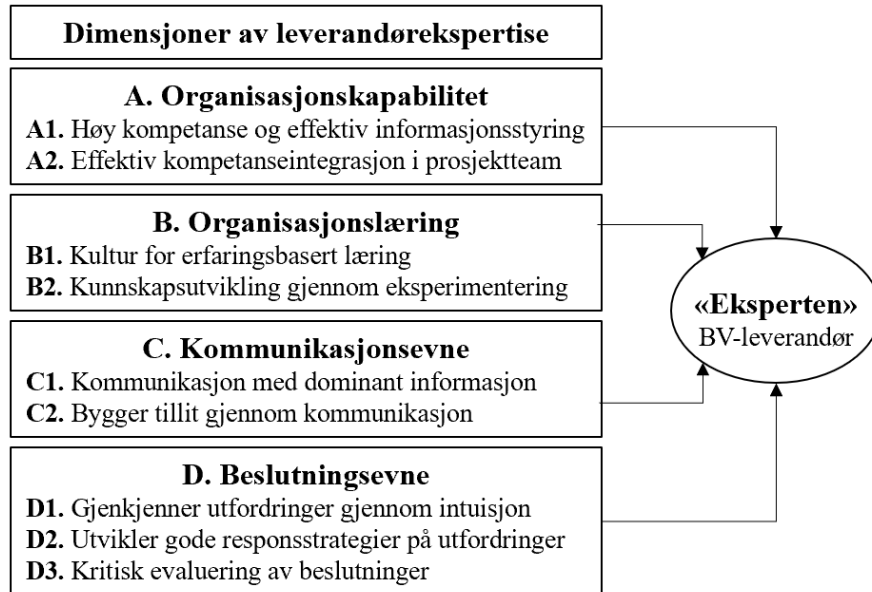 Dimensjoner av leverandørekspertise
A. Organisasjonskapabilitet
A1. Høy kompetanse og effektiv informasjonsstyring
A2. Effektiv kompetanseintegrasjon i prosjektteam
B. Organisasjonslæring
B1. Kultur for erfaringsbasert læring
B2. Kunnskapsutvikling gjennom eksperimentering
C. Kommunikasjonsevne
C1. Kommunikasjon med dominant informasjon
C2. Bygger tillit gjennom kommunikasjon
D. Beslutningsevne
D1. Gjenkjenner utfordringer gjennom intuisjon
D2. Utvikler gode responsstrategier på utfordringer
D3. Kritisk evaluering av beslutninger
«Eksperten»
BV-leverandør